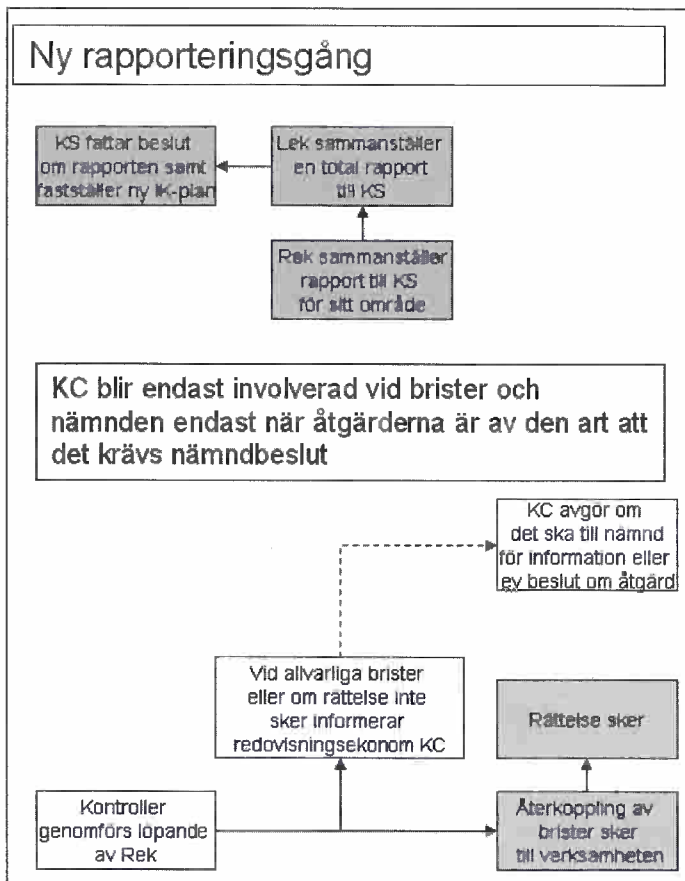 Ny rapporteringsgång
KS fattar beslut
om rapporten samt
fastställer ny IK-plan
Lek sammanställer
en total rapport
till KS
Rek sammanställer
rapport till KS
för sitt område
KC blir endast involverad vid brister och
nämnden endast när åtgärderna är av den art att
det krävs nämndbeslut
KC avgör om
det ska till nämnd
för information eller
ev beslut om åtgärd
Vid allvarliga brister
eller om rättelse inte
sker informerar
redovisningsekonom KC
Rättelse sker
Kontroller
genomförs löpande
av Rek
Återkoppling av
brister sker
till verksamheten